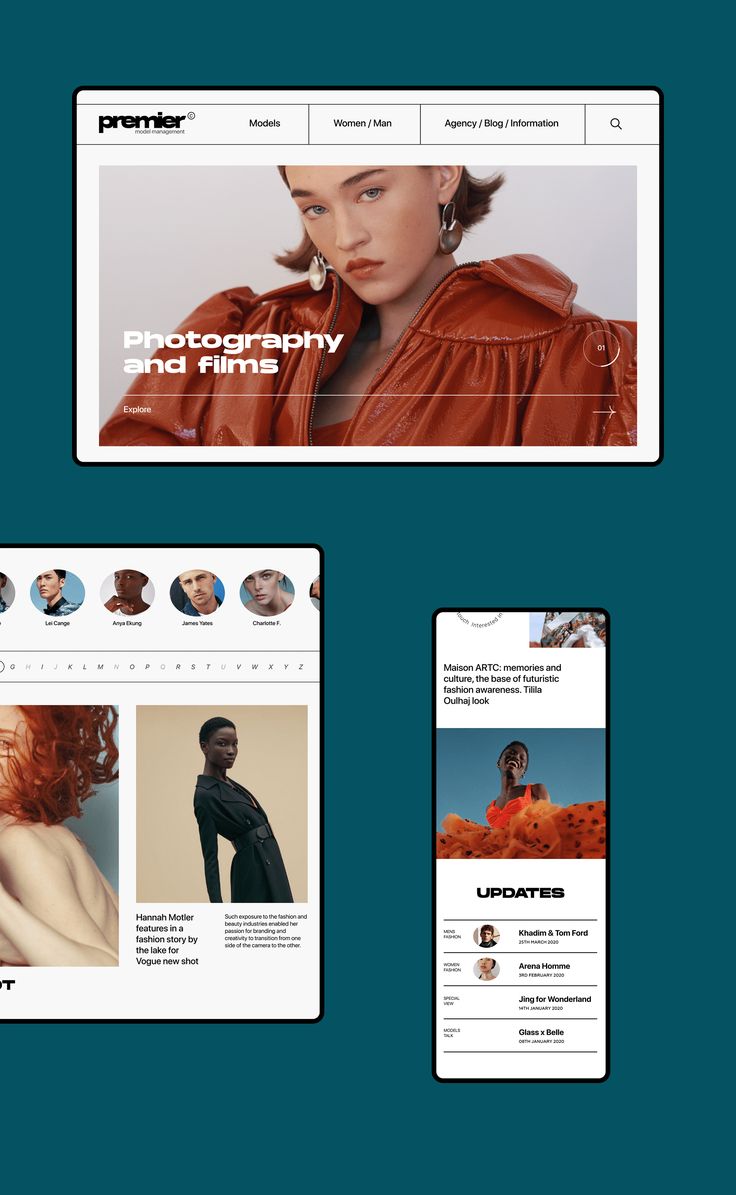 premier©
model management
Models
Women / Man
Agency / Blog / Information
Photography
and films
01
Explore
Lei Cange
Anya Ekung
James Yates
Charlotte F.
G H I J K L M N O P Q R S T U V W X Y Z
Hannah Motler
features in a
fashion story by
the lake for
Vogue new shot
Such exposure to the fashion and
beauty industries enabled her
passion for branding and
creativity to transition from one
side of the camera to the other.
OT
touch Interested in
Maison ARTC: memories and
culture, the base of futuristic
fashion awareness. Tilila
Oulhaj look
UPDATES
MENS
FASHION
Khadim & Tom Ford
25TH MARCH 2020
WOMEN
FASHION
Arena Homme
3RD FEBRUARY 2020
SPECIAL
VIEW
Jing for Wonderland
14TH JANUARY 2020
MODELS
TALK
Glass x Belle
08TH JANUARY 2020